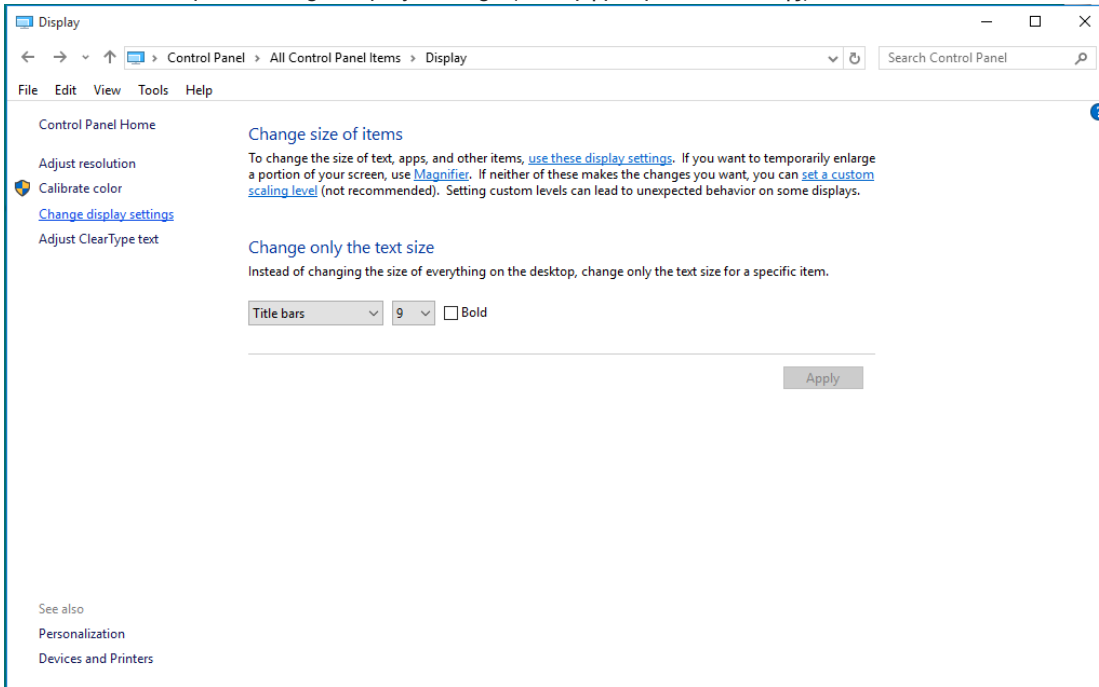 Display
Control Panel > All Control Panel Items > Display
Search Control Panel
File Edit View Tools Help
Control Panel Home
Adjust resolution
Calibrate color
Change display settings
Adjust ClearType text
Change size of items
To change the size of text, apps, and other items, use these display settings. If you want to temporarily enlarge
a portion of your screen, use Magnifier. If neither of these makes the changes you want, you can set a custom
scaling level (not recommended). Setting custom levels can lead to unexpected behavior on some displays.
Change only the text size
Instead of changing the size of everything on the desktop, change only the text size for a specific item.
Title bars 9 Bold
Apply
See also
Personalization
Devices and Printers